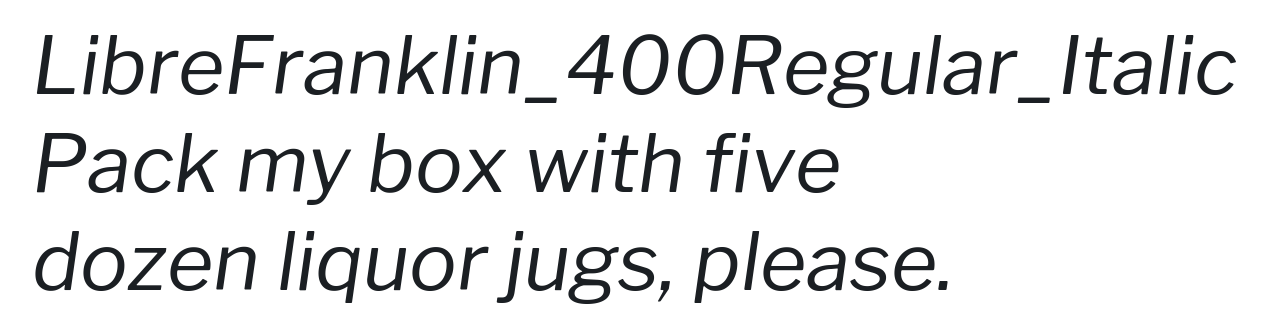 LibreFranklin_400Regular_Italic
Pack my box with five
dozen liquor jugs, please.